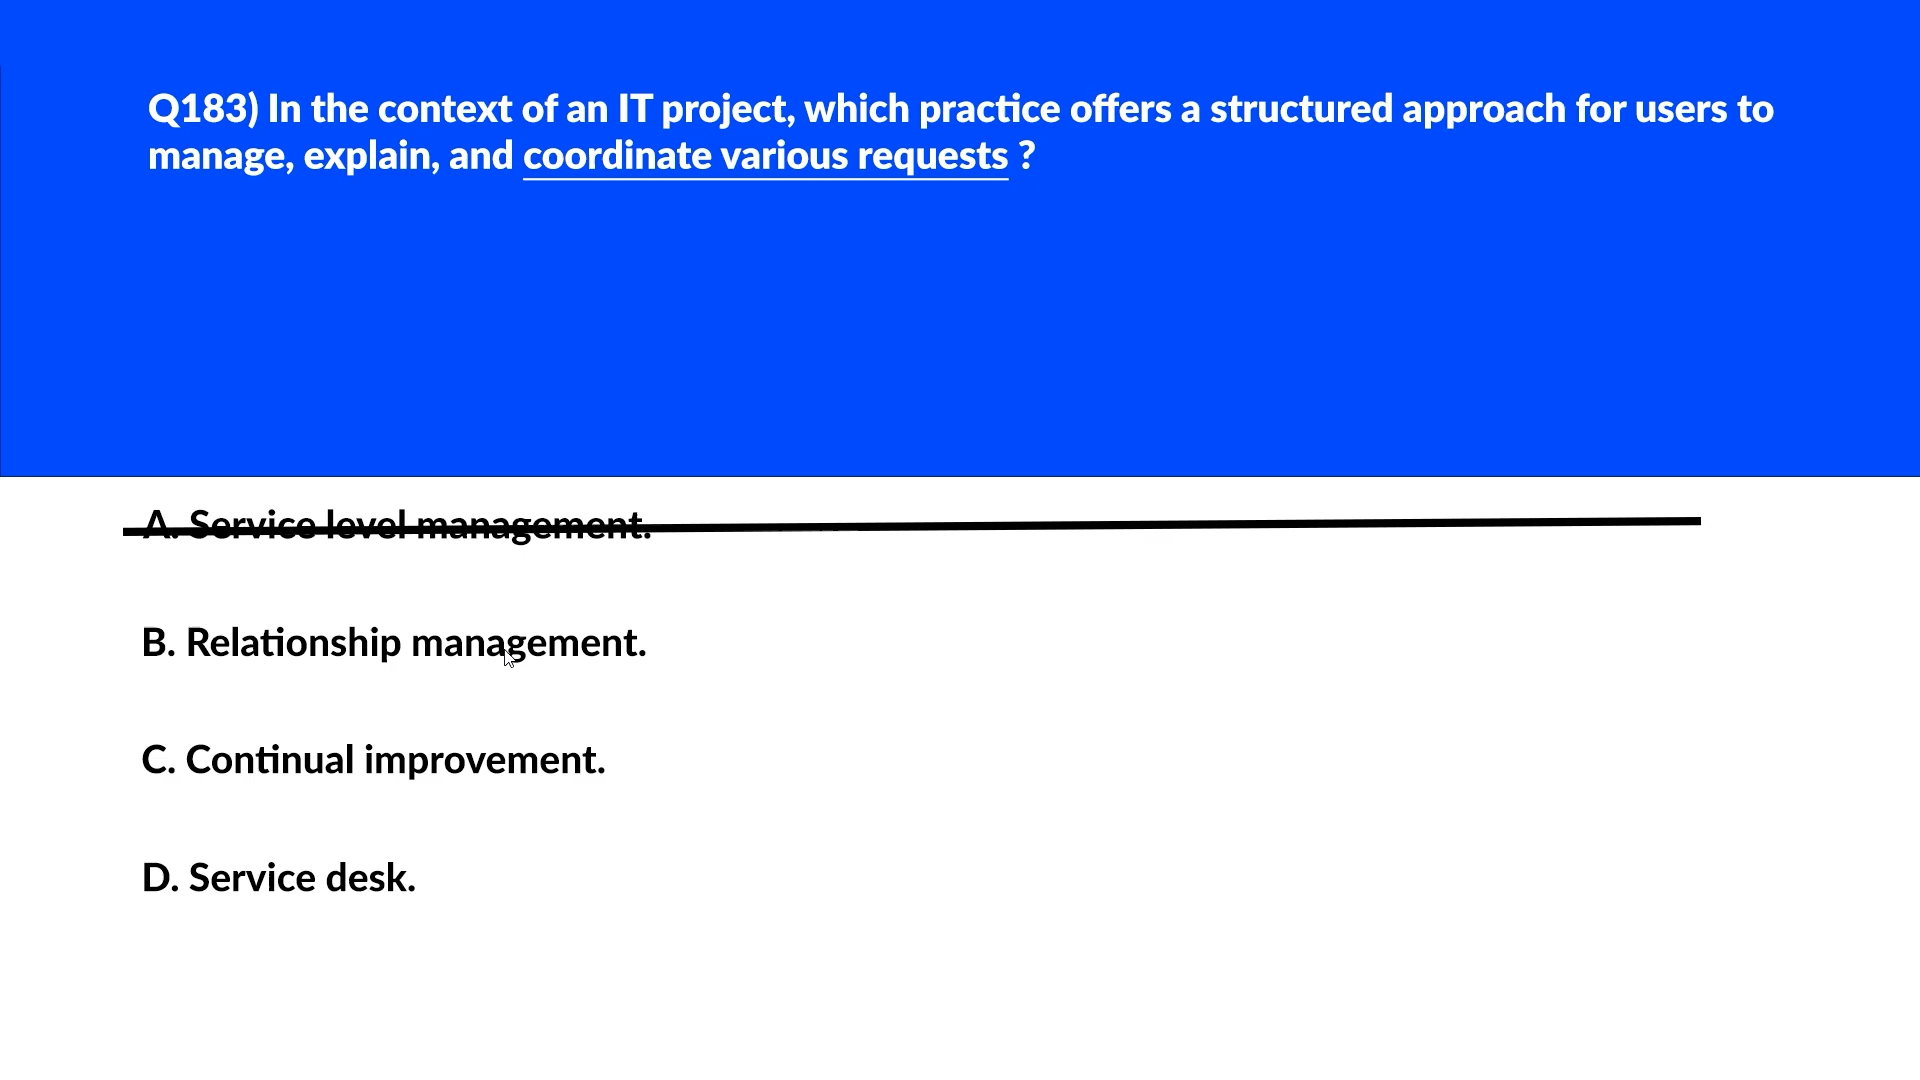 Q183) In the context of an IT project, which practice offers a structured approach for users to
manage, explain, and coordinate various requests ?
A. Service level management.
B. Relationship management.
C. Continual improvement.
D. Service desk.